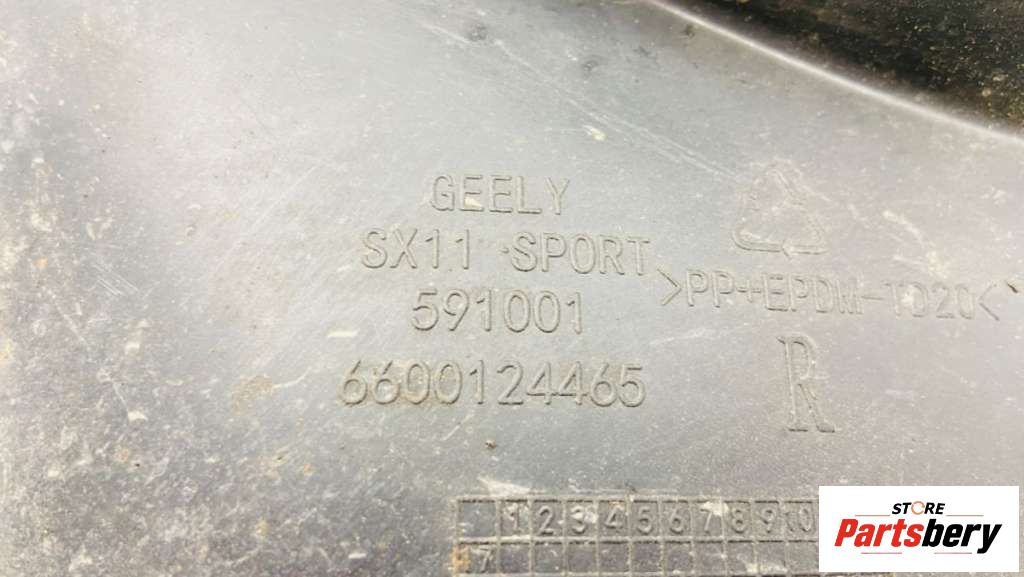 GEELY
SX11 SPORT
591001
6600124465
>PP+EPDM-TD20<
R
1 2 3 4 5 6 7 8 9 10
17
STORE
Partsbery